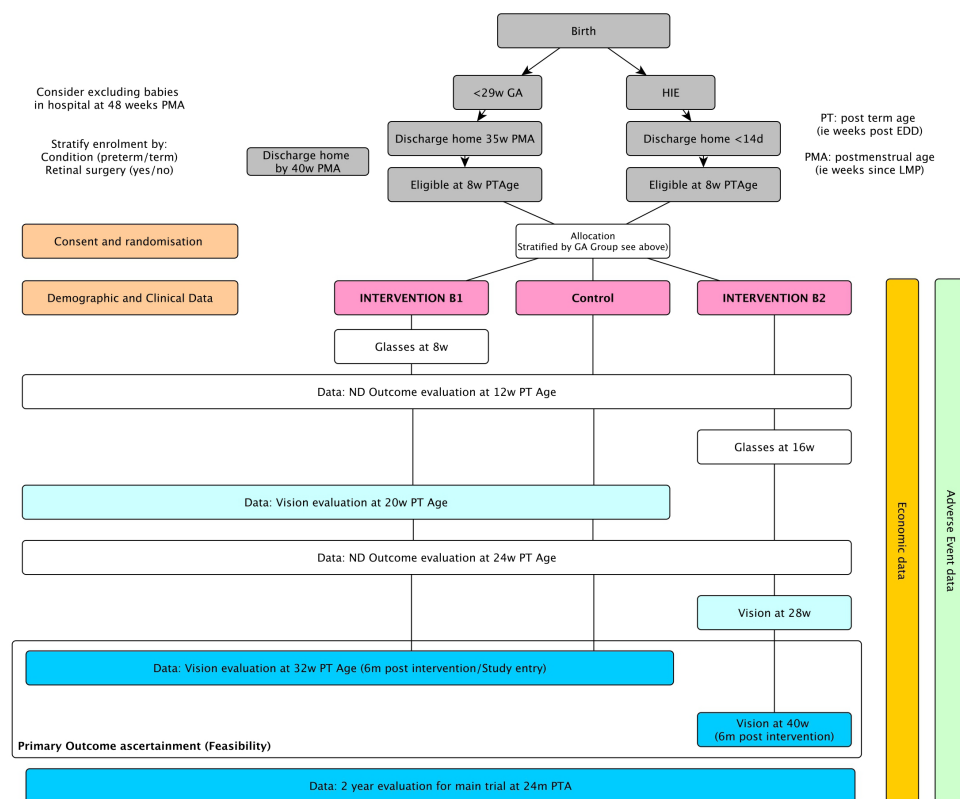 Birth
Consider excluding babies
in hospital at 48 weeks PMA
<29w GA
HIE
PT: post term age
(ie weeks post EDD)
Stratify enrolment by:
Condition (preterm/term)
Retinal surgery (yes/no)
Discharge home
by 40w PMA
Discharge home 35w PMA
Discharge home <14d
PMA: postmenstrual age
(ie weeks since LMP)
Eligible at 8w PTAge
Eligible at 8w PTAge
Consent and randomisation
Allocation
Stratified by GA Group see above)
Demographic and Clinical Data
INTERVENTION B1
Control
INTERVENTION B2
Glasses at 8w
Data: ND Outcome evaluation at 12w PT Age
Glasses at 16w
Data: Vision evaluation at 20w PT Age
Data: ND Outcome evaluation at 24w PT Age
Vision at 28w
Data: Vision evaluation at 32w PT Age (6m post intervention/Study entry)
Vision at 40w
(6m post intervention)
Primary Outcome ascertainment (Feasibility)
Data: 2 year evaluation for main trial at 24m PTA
Economic data
Adverse Event data